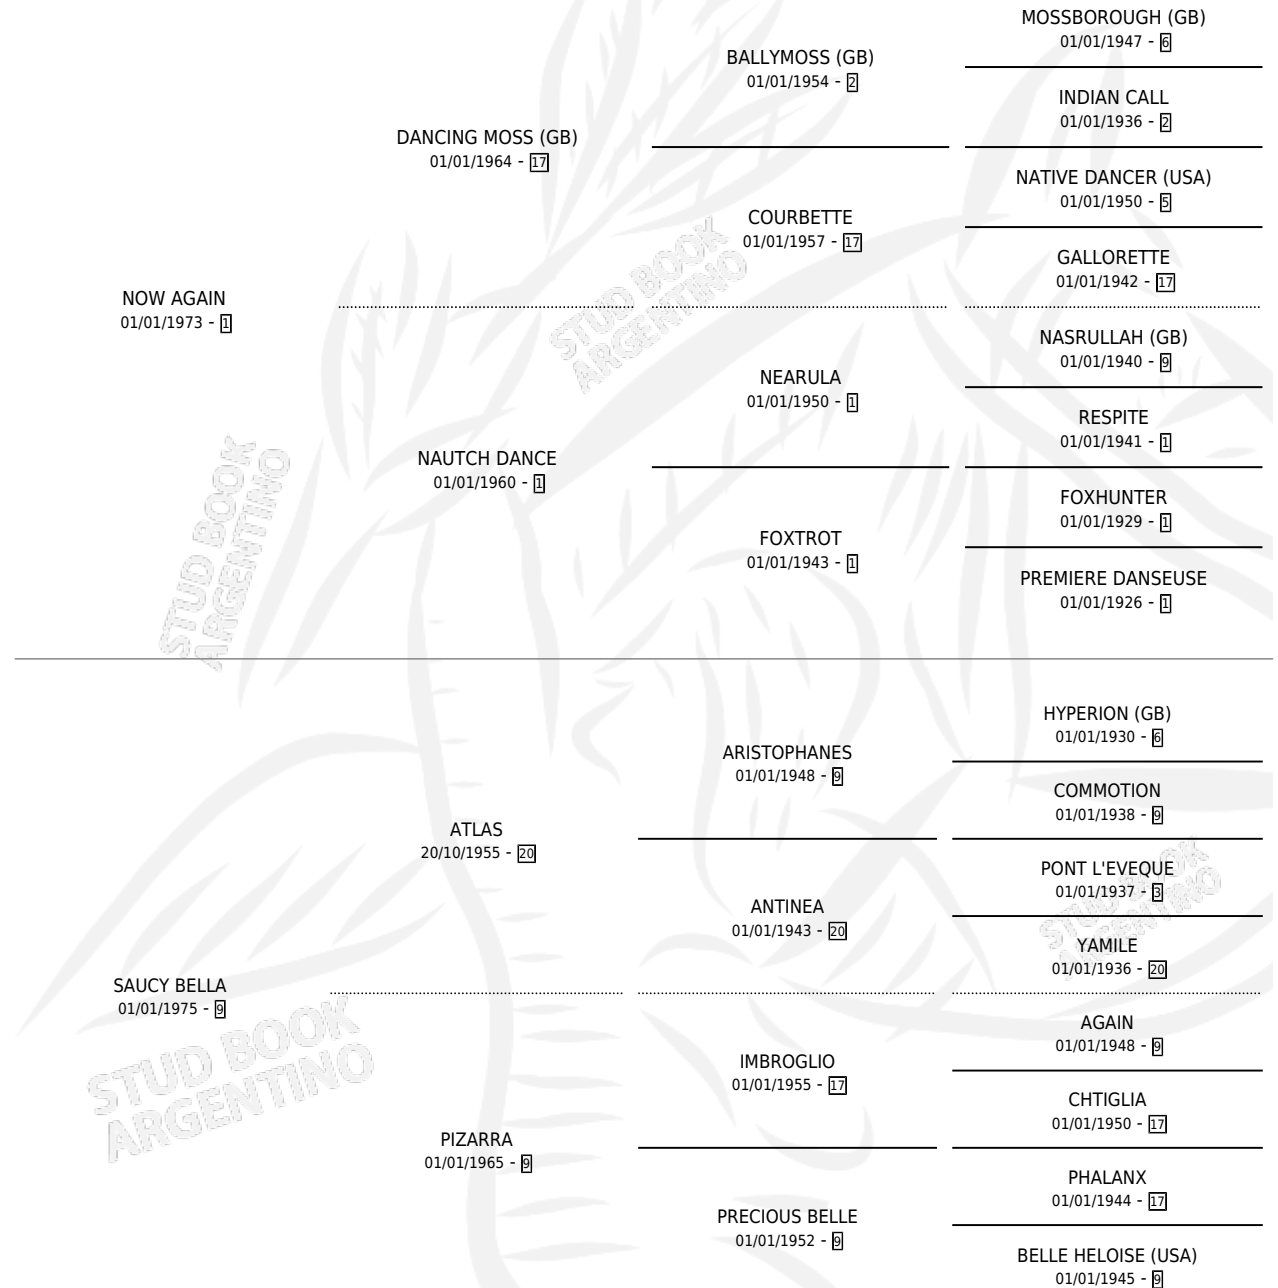 MOSSBOROUGH (GB)
01/01/1947 - 6
BALLYMOSS (GB)
01/01/1954 - 2
INDIAN CALL
01/01/1936 - 2
DANCING MOSS (GB)
01/01/1964 - 17
NATIVE DANCER (USA)
01/01/1950 - 5
COURBETTE
01/01/1957 - 17
GALLORETTE
01/01/1942 - 17
NOW AGAIN
01/01/1973 - 1
NASRULLAH (GB)
01/01/1940 - 9
NEARULA
01/01/1950 - 1
RESPITE
01/01/1941 - 1
NAUTCH DANCE
01/01/1960 - 1
FOXHUNTER
01/01/1929 - 1
FOXTROT
01/01/1943 - 1
PREMIERE DANSEUSE
01/01/1926 - 1
HYPERION (GB)
01/01/1930 - 6
ARISTOPHANES
01/01/1948 - 9
COMMOTION
01/01/1938 - 9
ATLAS
20/10/1955 - 20
PONT L'EVEQUE
01/01/1937 - 3
ANTINEA
01/01/1943 - 20
YAMILE
01/01/1936 - 20
SAUCY BELLA
01/01/1975 - 9
AGAIN
01/01/1948 - 9
IMBROGLIO
01/01/1955 - 17
CHTIGLIA
01/01/1950 - 17
PIZARRA
01/01/1965 - 9
PHALANX
01/01/1944 - 17
PRECIOUS BELLE
01/01/1952 - 9
BELLE HELOISE (USA)
01/01/1945 - 9
STUD BOOK
ARGENTINO
STUD BOOK
ARGENTINO
STUD BOOK
ARGENTINO
STUD BOOK
ARGENTINO